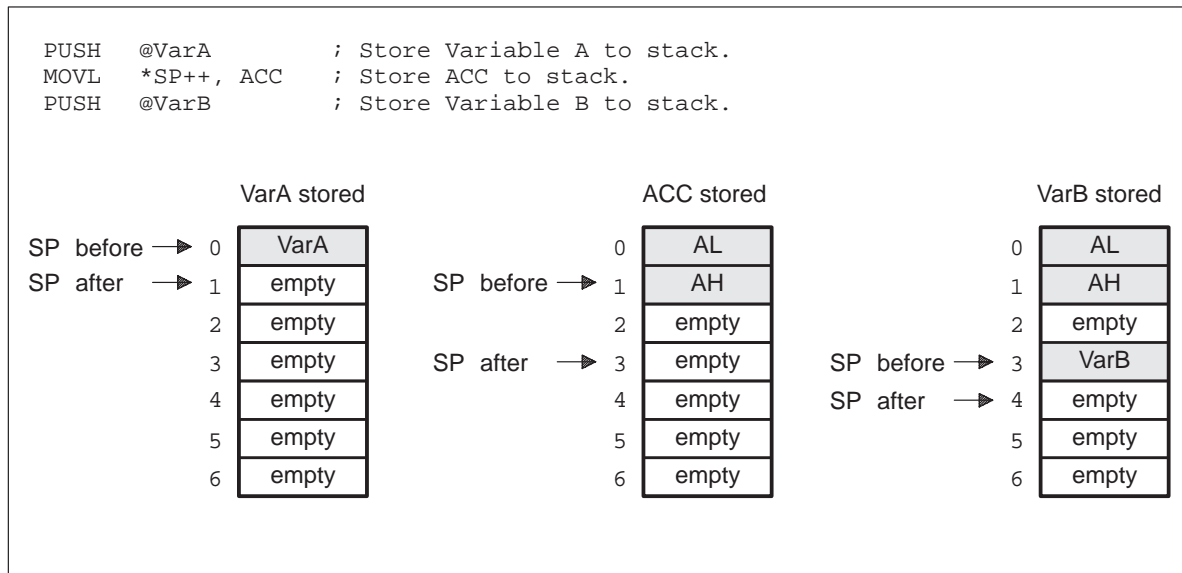 PUSH @VarA ; Store Variable A to stack.
MOVL *SP++, ACC ; Store ACC to stack.
PUSH @VarB ; Store Variable B to stack.
VarA stored
SP before 0 VarA
SP after 1 empty
2 empty
3 empty
4 empty
5 empty
6 empty
ACC stored
0 AL
SP before 1 AH
2 empty
SP after 3 empty
4 empty
5 empty
6 empty
VarB stored
0 AL
1 AH
2 empty
SP before 3 VarB
SP after 4 empty
5 empty
6 empty